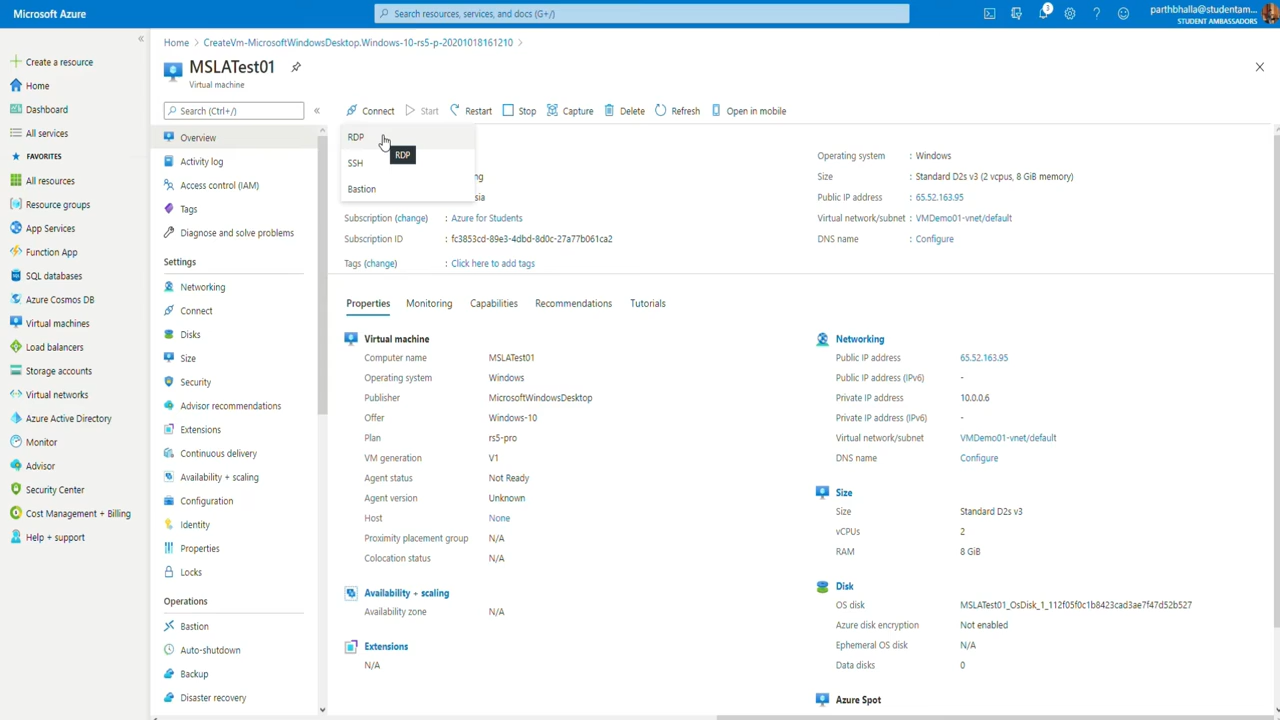 Microsoft Azure
Search resources, services, and docs (G+/)
3
parthbhalla@studentam...
STUDENT AMBASSADORS
Home > CreateVm-MicrosoftWindowsDesktop.Windows-10-rs5-p-20201018161210 >
MSLATest01
Virtual machine
Create a resource
Home
Dashboard
All services
FAVORITES
All resources
Resource groups
App Services
Function App
SQL databases
Azure Cosmos DB
Virtual machines
Load balancers
Storage accounts
Virtual networks
Azure Active Directory
Monitor
Advisor
Security Center
Cost Management + Billing
Help + support
Search (Ctrl+/)
Overview
Activity log
Access control (IAM)
Tags
Diagnose and solve problems
Settings
Networking
Connect
Disks
Size
Security
Advisor recommendations
Extensions
Continuous delivery
Availability + scaling
Configuration
Identity
Properties
Locks
Operations
Bastion
Auto-shutdown
Backup
Disaster recovery
Connect Start Restart Stop Capture Delete Refresh Open in mobile
RDP
RDP
SSH
Bastion
ng
sia
Subscription (change) : Azure for Students
Subscription ID : fc3853cd-89e3-4dbd-8d0c-27a77b061ca2
Tags (change) : Click here to add tags
Operating system : Windows
Size : Standard D2s v3 (2 vcpus, 8 GiB memory)
Public IP address : 65.52.163.95
Virtual network/subnet : VMDemo01-vnet/default
DNS name : Configure
Properties Monitoring Capabilities Recommendations Tutorials
Virtual machine
Computer name MSLATest01
Operating system Windows
Publisher MicrosoftWindowsDesktop
Offer Windows-10
Plan rs5-pro
VM generation V1
Agent status Not Ready
Agent version Unknown
Host None
Proximity placement group N/A
Colocation status N/A
Availability + scaling
Availability zone N/A
Extensions
N/A
Networking
Public IP address 65.52.163.95
Public IP address (IPv6) -
Private IP address 10.0.0.6
Private IP address (IPv6) -
Virtual network/subnet VMDemo01-vnet/default
DNS name Configure
Size
Size Standard D2s v3
vCPUs 2
RAM 8 GiB
Disk
OS disk MSLATest01_OsDisk_1_112f05f0c1b8423cad3ae7f47d52b527
Azure disk encryption Not enabled
Ephemeral OS disk N/A
Data disks 0
Azure Spot